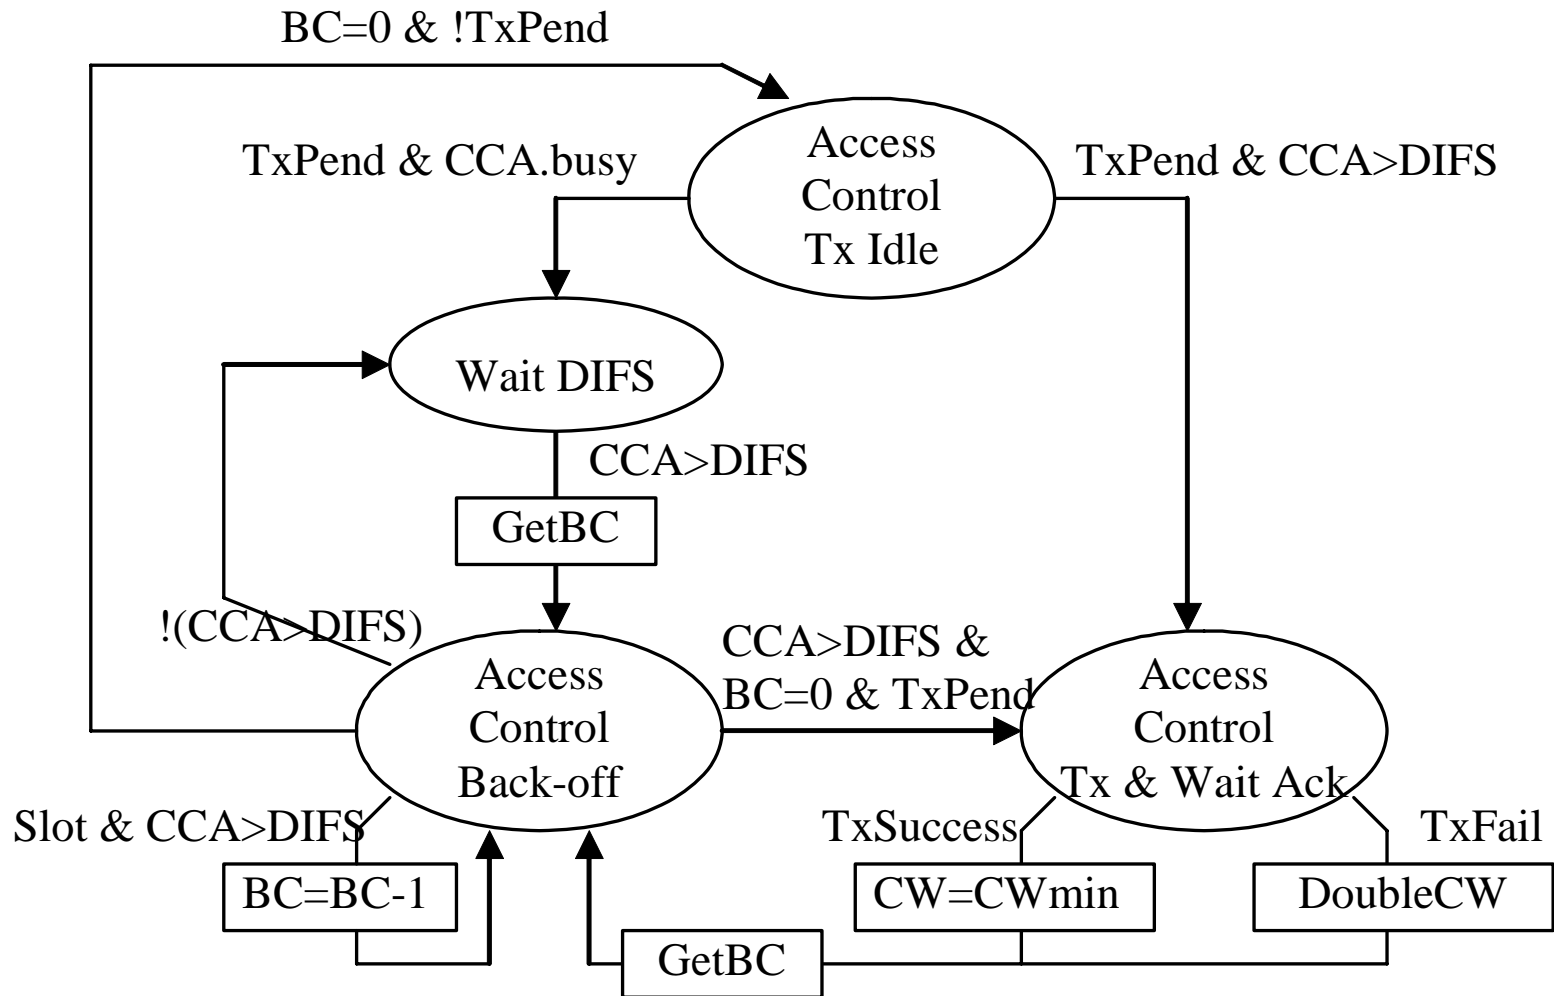 BC=0 & !TxPend
TxPend & CCA.busy
Access
Control
Tx Idle
TxPend & CCA>DIFS
Wait DIFS
CCA>DIFS
GetBC
!(CCA>DIFS)
Access
Control
Back-off
CCA>DIFS &
BC=0 & TxPend
Access
Control
Tx & Wait Ack
Slot & CCA>DIFS
BC=BC-1
TxSuccess
TxFail
CW=CWmin
DoubleCW
GetBC